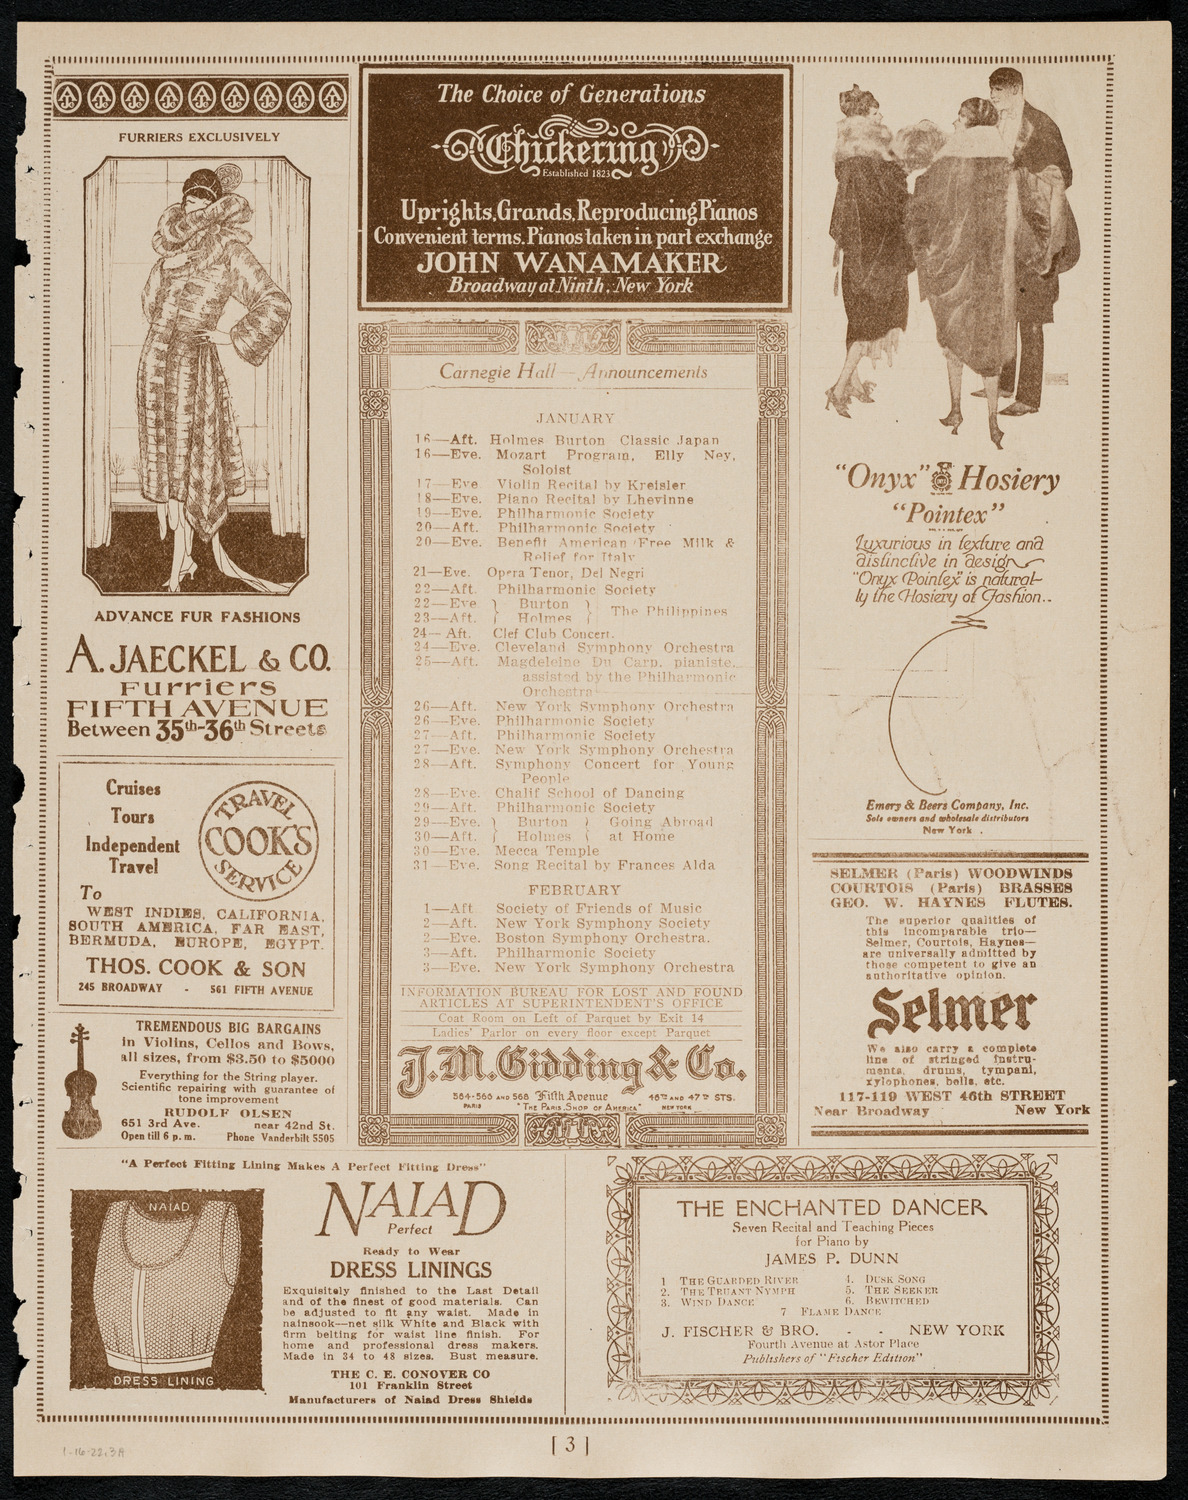 FURRIERS EXCLUSIVELY
ADVANCE FUR FASHIONS
A. JAECKEL & CO.
Furriers
FIFTH AVENUE
Between 35th-36th Streets
Cruises
Tours
Independent
Travel
To
TRAVEL
COOK'S
SERVICE
WEST INDIES, CALIFORNIA,
SOUTH AMERICA, FAR EAST,
BERMUDA, EUROPE, EGYPT.
THOS. COOK & SON
245 BROADWAY - 561 FIFTH AVENUE
TREMENDOUS BIG BARGAINS
in Violins, Cellos and Bows,
all sizes, from $3.50 to $5000
Everything for the String player.
Scientific repairing with guarantee of
tone improvement
RUDOLF OLSEN
651 3rd Ave. near 42nd St.
Open till 6 p. m. Phone Vanderbilt 5505
The Choice of Generations
Chickering
Established 1823
Uprights, Grands, Reproducing Pianos
Convenient terms. Pianos taken in part exchange
JOHN WANAMAKER
Broadway at Ninth, New York
Carnegie Hall — Announcements
JANUARY
16—Aft. Holmes Burton Classic Japan
16—Eve. Mozart Program, Elly Ney,
Soloist
17—Eve Violin Recital by Kreisler
18—Eve. Piano Recital by Lhevinne
19—Eve. Philharmonic Society
20—Aft. Philharmonic Society
20—Eve. Benefit American Free Milk &
Relief for Italy
21—Eve. Opera Tenor, Del Negri
22—Aft. Philharmonic Society
22—Eve } Burton } The Philippines
23—Aft. { Holmes {
24—Aft. Clef Club Concert.
24—Eve. Cleveland Symphony Orchestra
25—Aft. Magdeleine Du Carp, pianiste,
assisted by the Philharmonic
Orchestra
26—Aft. New York Symphony Orchestra
26—Eve. Philharmonic Society
27—Aft. Philharmonic Society
27—Eve. New York Symphony Orchestra
28—Aft. Symphony Concert for Young
People
28—Eve. Chalif School of Dancing
29—Aft. Philharmonic Society
29—Eve. } Burton { Going Abroad
30—Aft. { Holmes } at Home
30—Eve. Mecca Temple
31—Eve. Song Recital by Frances Alda
FEBRUARY
1—Aft Society of Friends of Music
2—Aft. New York Symphony Society
2—Eve. Boston Symphony Orchestra.
3—Aft. Philharmonic Society
3—Eve. New York Symphony Orchestra
INFORMATION BUREAU FOR LOST AND FOUND
ARTICLES AT SUPERINTENDENT'S OFFICE
Coat Room on Left of Parquet by Exit 14
Ladies' Parlor on every floor except Parquet
J. M. Gidding & Co.
564-566 AND 568 Fifth Avenue 46TH AND 47TH STS.
PARIS "THE PARIS SHOP OF AMERICA" NEW YORK
"Onyx" Hosiery
"Pointex"
Luxurious in texture and
distinctive in design
"Onyx Pointex" is natural-
ly the Hosiery of Fashion..
Emery & Beers Company, Inc.
Sole owners and wholesale distributors
New York .
SELMER (Paris) WOODWINDS
COURTOIS (Paris) BRASSES
GEO. W. HAYNES FLUTES.
The superior qualities of
this incomparable trio—
Selmer, Courtois, Haynes—
are universally admitted by
those competent to give an
authoritative opinion.
Selmer
We also carry a complete
line of stringed instru-
ments, drums, tympani,
xylophones, bells, etc.
117-119 WEST 46th STREET
Near Broadway New York
"A Perfect Fitting Lining Makes A Perfect Fitting Dress"
NAIAD
DRESS LINING
NAIAD
Perfect
Ready to Wear
DRESS LININGS
Exquisitely finished to the Last Detail
and of the finest of good materials. Can
be adjusted to fit any waist. Made in
nainsook—net silk White and Black with
firm belting for waist line finish. For
home and professional dress makers.
Made in 34 to 48 sizes. Bust measure.
THE C. E. CONOVER CO
101 Franklin Street
Manufacturers of Naiad Dress Shields
THE ENCHANTED DANCER
Seven Recital and Teaching Pieces
for Piano by
JAMES P. DUNN
1 THE GUARDED RIVER 4. DUSK SONG
2. THE TRUANT NYMPH 5. THE SEEKER
3. WIND DANCE 6. BEWITCHED
7 FLAME DANCE
J. FISCHER & BRO. - - NEW YORK
Fourth Avenue at Astor Place
Publishers of "Fischer Edition"
[ 3 ]
1-16-22.3A